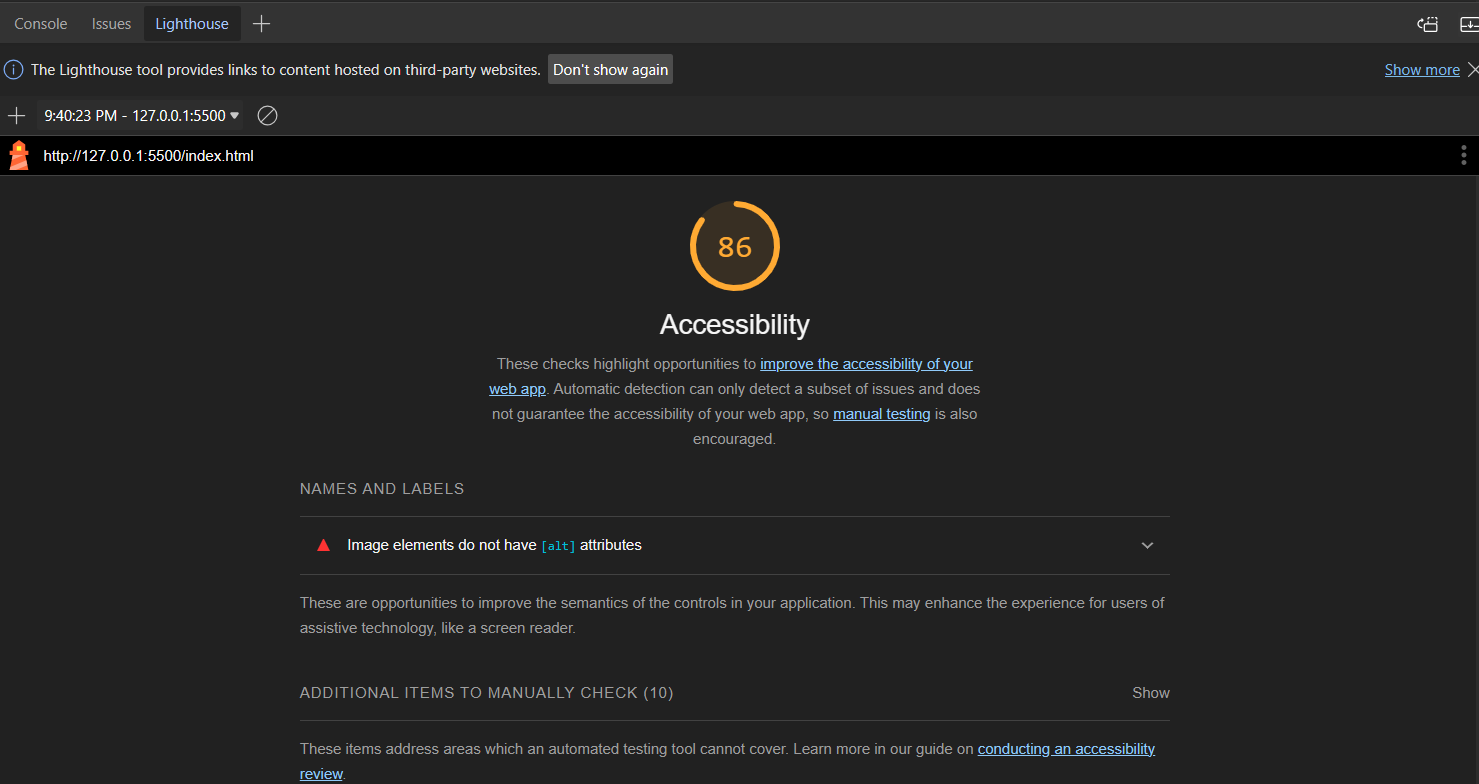 Console Issues Lighthouse
The Lighthouse tool provides links to content hosted on third-party websites. Don't show again Show more
9:40:23 PM - 127.0.0.1:5500
http://127.0.0.1:5500/index.html
86
Accessibility
These checks highlight opportunities to improve the accessibility of your
web app. Automatic detection can only detect a subset of issues and does
not guarantee the accessibility of your web app, so manual testing is also
encouraged.
NAMES AND LABELS
Image elements do not have [alt] attributes
These are opportunities to improve the semantics of the controls in your application. This may enhance the experience for users of
assistive technology, like a screen reader.
ADDITIONAL ITEMS TO MANUALLY CHECK (10) Show
These items address areas which an automated testing tool cannot cover. Learn more in our guide on conducting an accessibility
review.